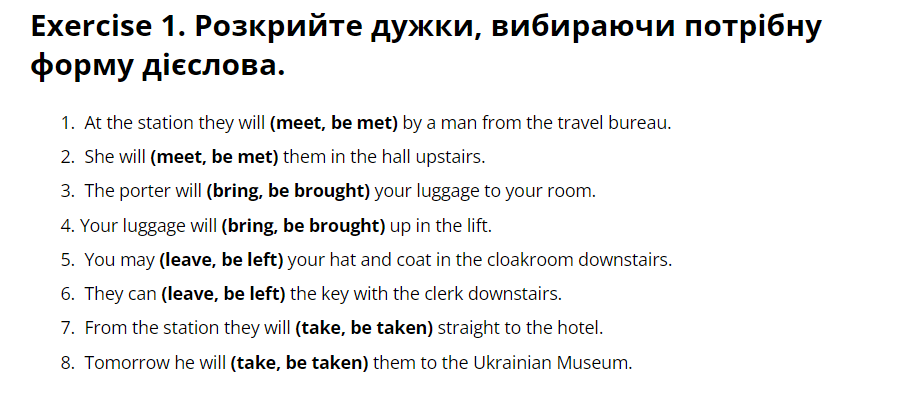 Exercise 1. Розкрийте дужки, вибираючи потрібну
форму дієслова.
1. At the station they will (meet, be met) by a man from the travel bureau.
2. She will (meet, be met) them in the hall upstairs.
3. The porter will (bring, be brought) your luggage to your room.
4. Your luggage will (bring, be brought) up in the lift.
5. You may (leave, be left) your hat and coat in the cloakroom downstairs.
6. They can (leave, be left) the key with the clerk downstairs.
7. From the station they will (take, be taken) straight to the hotel.
8. Tomorrow he will (take, be taken) them to the Ukrainian Museum.